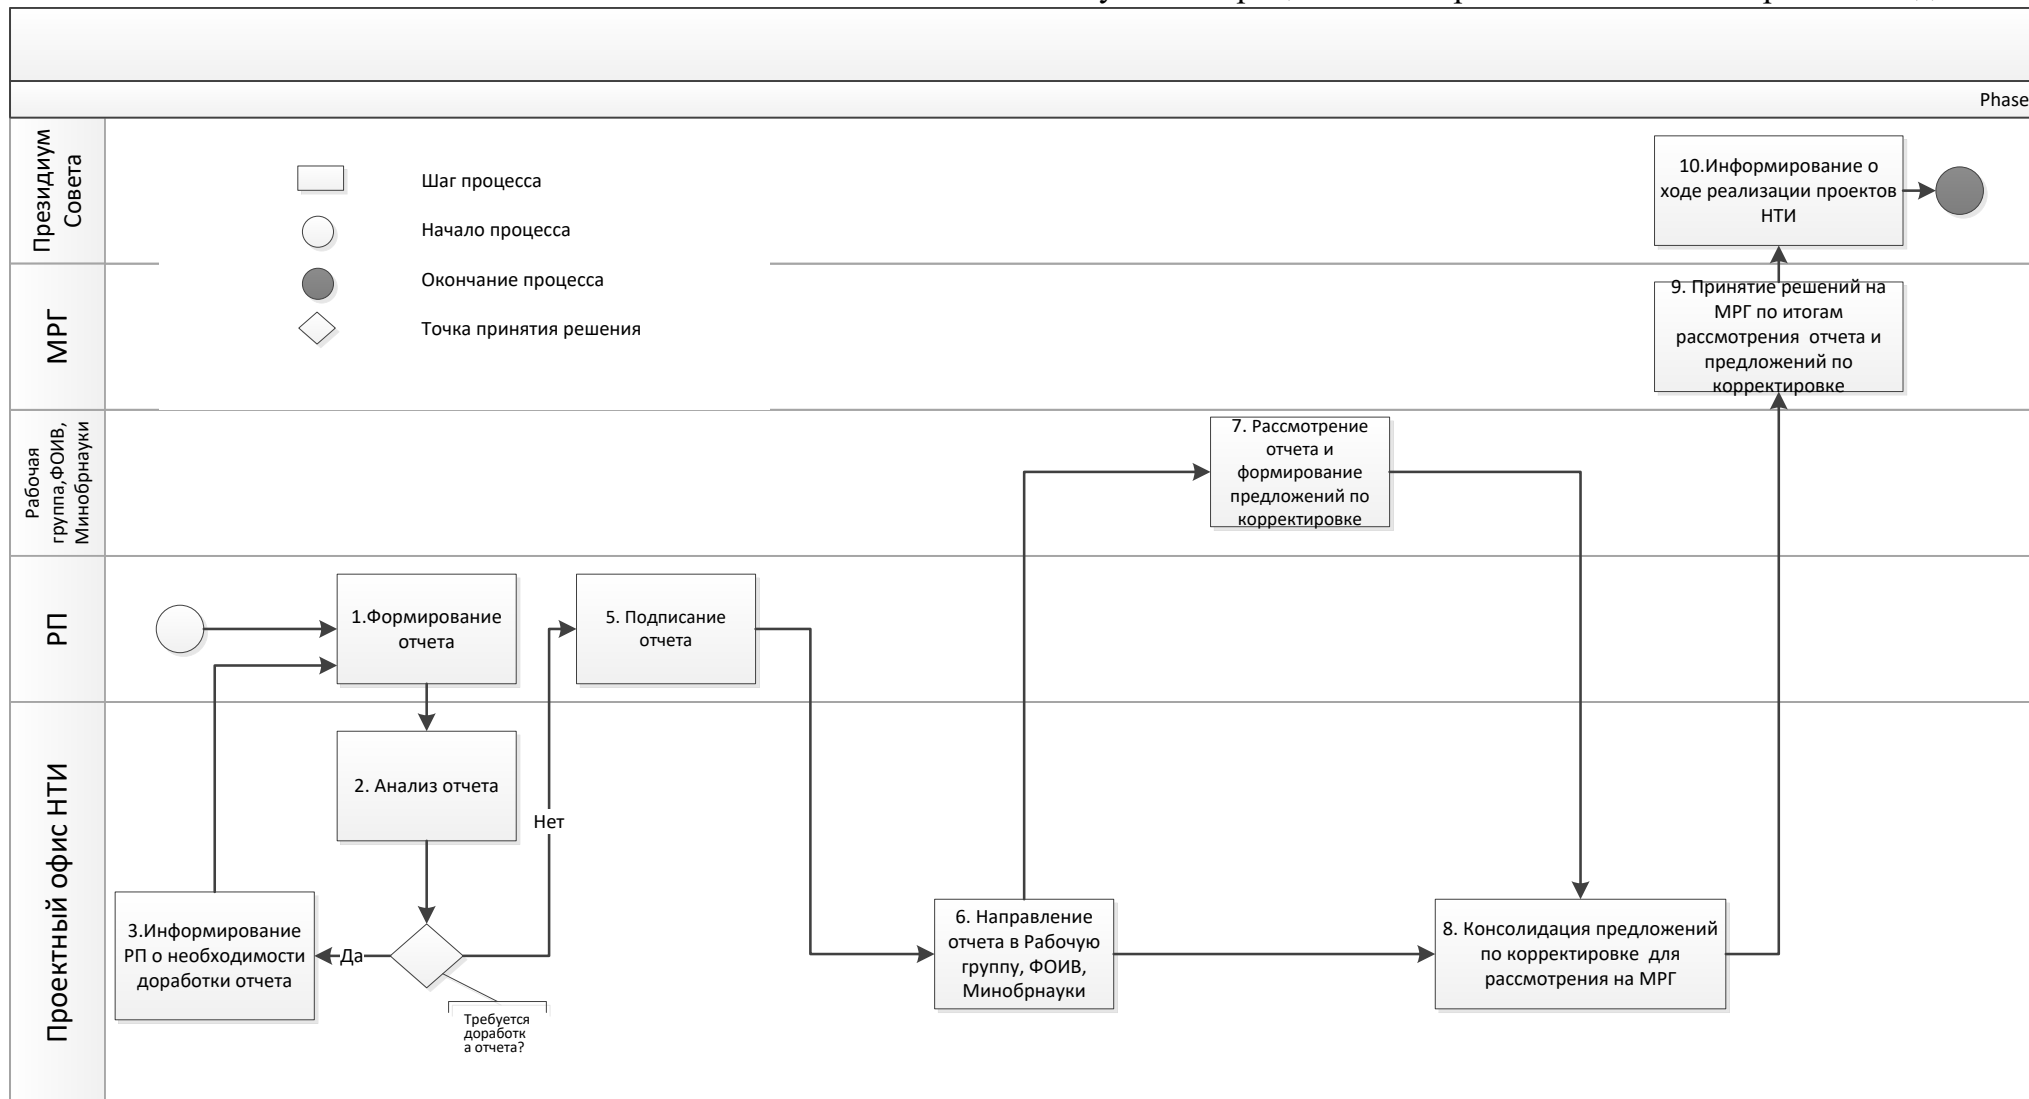 Phase
Президиум
Совета
Шаг процесса
Начало процесса
Окончание процесса
Точка принятия решения
10.Информирование о
ходе реализации проектов
НТИ
МРГ
9. Принятие решений на
МРГ по итогам
рассмотрения отчета и
предложений по
корректировке
Рабочая
группа,ФОИВ,
Минобрнауки
7. Рассмотрение
отчета и
формирование
предложений по
корректировке
РП
1.Формирование
отчета
5. Подписание
отчета
Проектный офис НТИ
2. Анализ отчета
Нет
3.Информирование
РП о необходимости
доработки отчета
Да
Требуется
доработк
а отчета?
6. Направление
отчета в Рабочую
группу, ФОИВ,
Минобрнауки
8. Консолидация предложений
по корректировке для
рассмотрения на МРГ